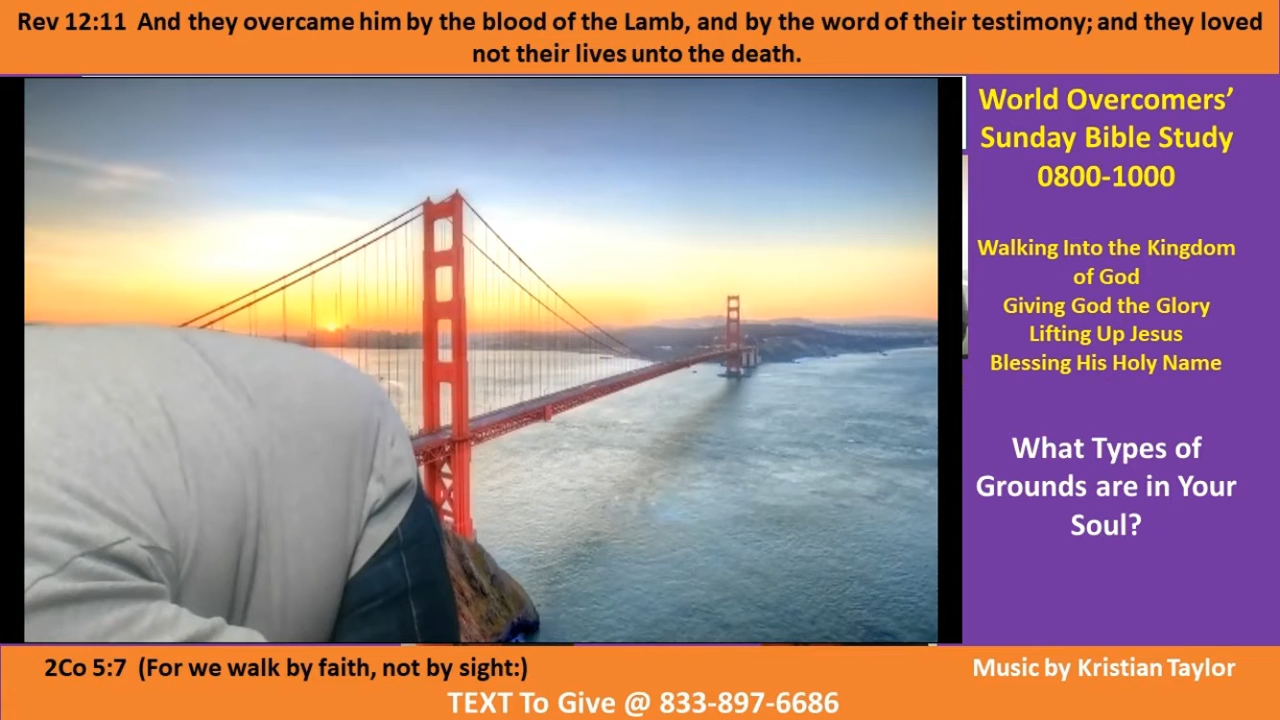 Rev 12:11  And they overcame him by the blood of the Lamb, and by the word of their testimony; and they loved
not their lives unto the death.
World Overcomers'
Sunday Bible Study
0800-1000
Walking Into the Kingdom
of God
Giving God the Glory
Lifting Up Jesus
Blessing His Holy Name
What Types of
Grounds are in Your
Soul?
2Co 5:7  (For we walk by faith, not by sight:)
Music by Kristian Taylor
TEXT To Give @ 833-897-6686